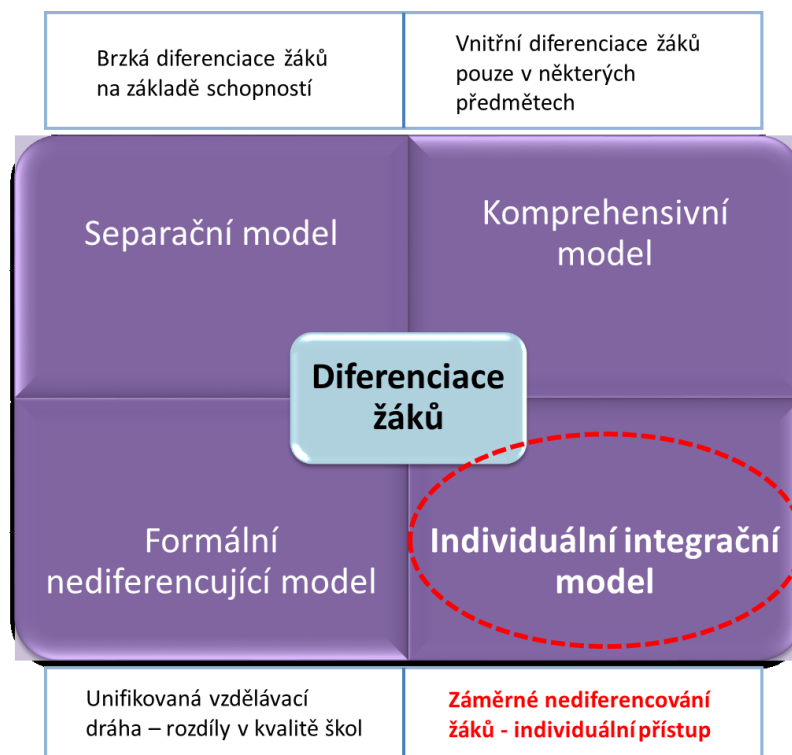 Brzká diferenciace žáků
na základě schopností
Vnitřní diferenciace žáků
pouze v některých
předmětech
Separační model
Komprehensivní
model
Diferenciace
žáků
Formální
nediferencující model
Individuální integrační
model
Unifikovaná vzdělávací
dráha – rozdíly v kvalitě škol
Záměrné nediferencování
žáků - individuální přístup